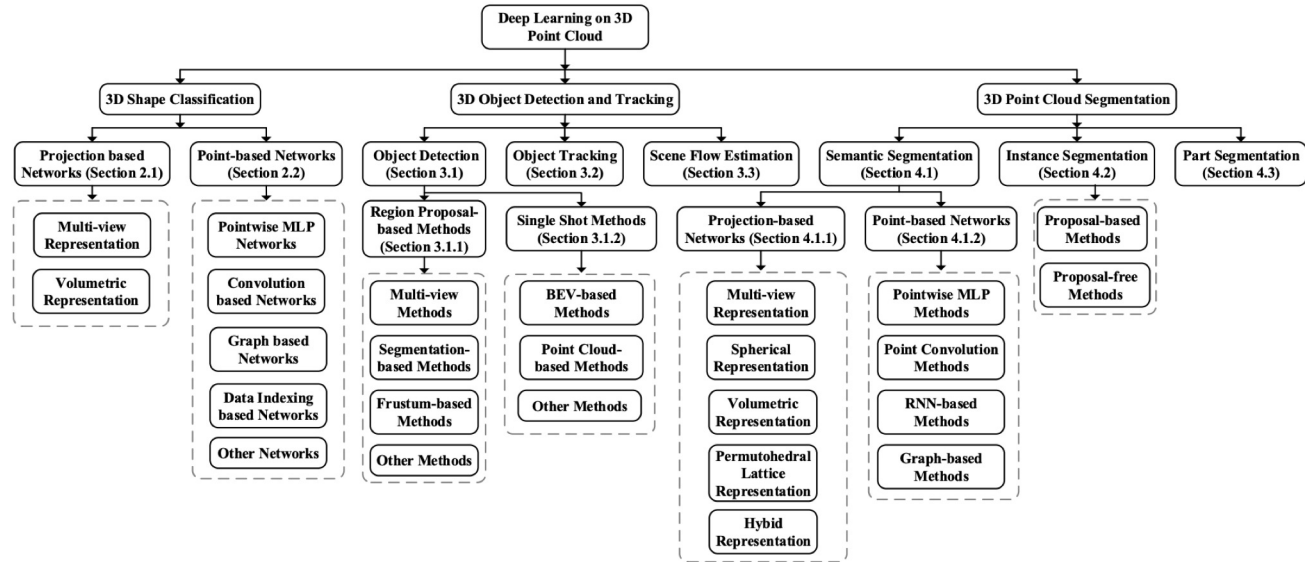 Deep Learning on 3D
Point Cloud
3D Shape Classification
3D Object Detection and Tracking
3D Point Cloud Segmentation
Projection based
Networks (Section 2.1)
Point-based Networks
(Section 2.2)
Object Detection
(Section 3.1)
Object Tracking
(Section 3.2)
Scene Flow Estimation
(Section 3.3)
Semantic Segmentation
(Section 4.1)
Instance Segmentation
(Section 4.2)
Part Segmentation
(Section 4.3)
Multi-view
Representation
Volumetric
Representation
Pointwise MLP
Networks
Convolution
based Networks
Graph based
Networks
Data Indexing
based Networks
Other Networks
Region Proposal-
based Methods
(Section 3.1.1)
Single Shot Methods
(Section 3.1.2)
Multi-view
Methods
Segmentation-
based Methods
Frustum-based
Methods
Other Methods
BEV-based
Methods
Point Cloud-
based Methods
Other Methods
Projection-based
Networks (Section 4.1.1)
Point-based Networks
(Section 4.1.2)
Multi-view
Representation
Spherical
Representation
Volumetric
Representation
Permutohedral
Lattice
Representation
Hybid
Representation
Pointwise MLP
Methods
Point Convolution
Methods
RNN-based
Methods
Graph-based
Methods
Proposal-based
Methods
Proposal-free
Methods